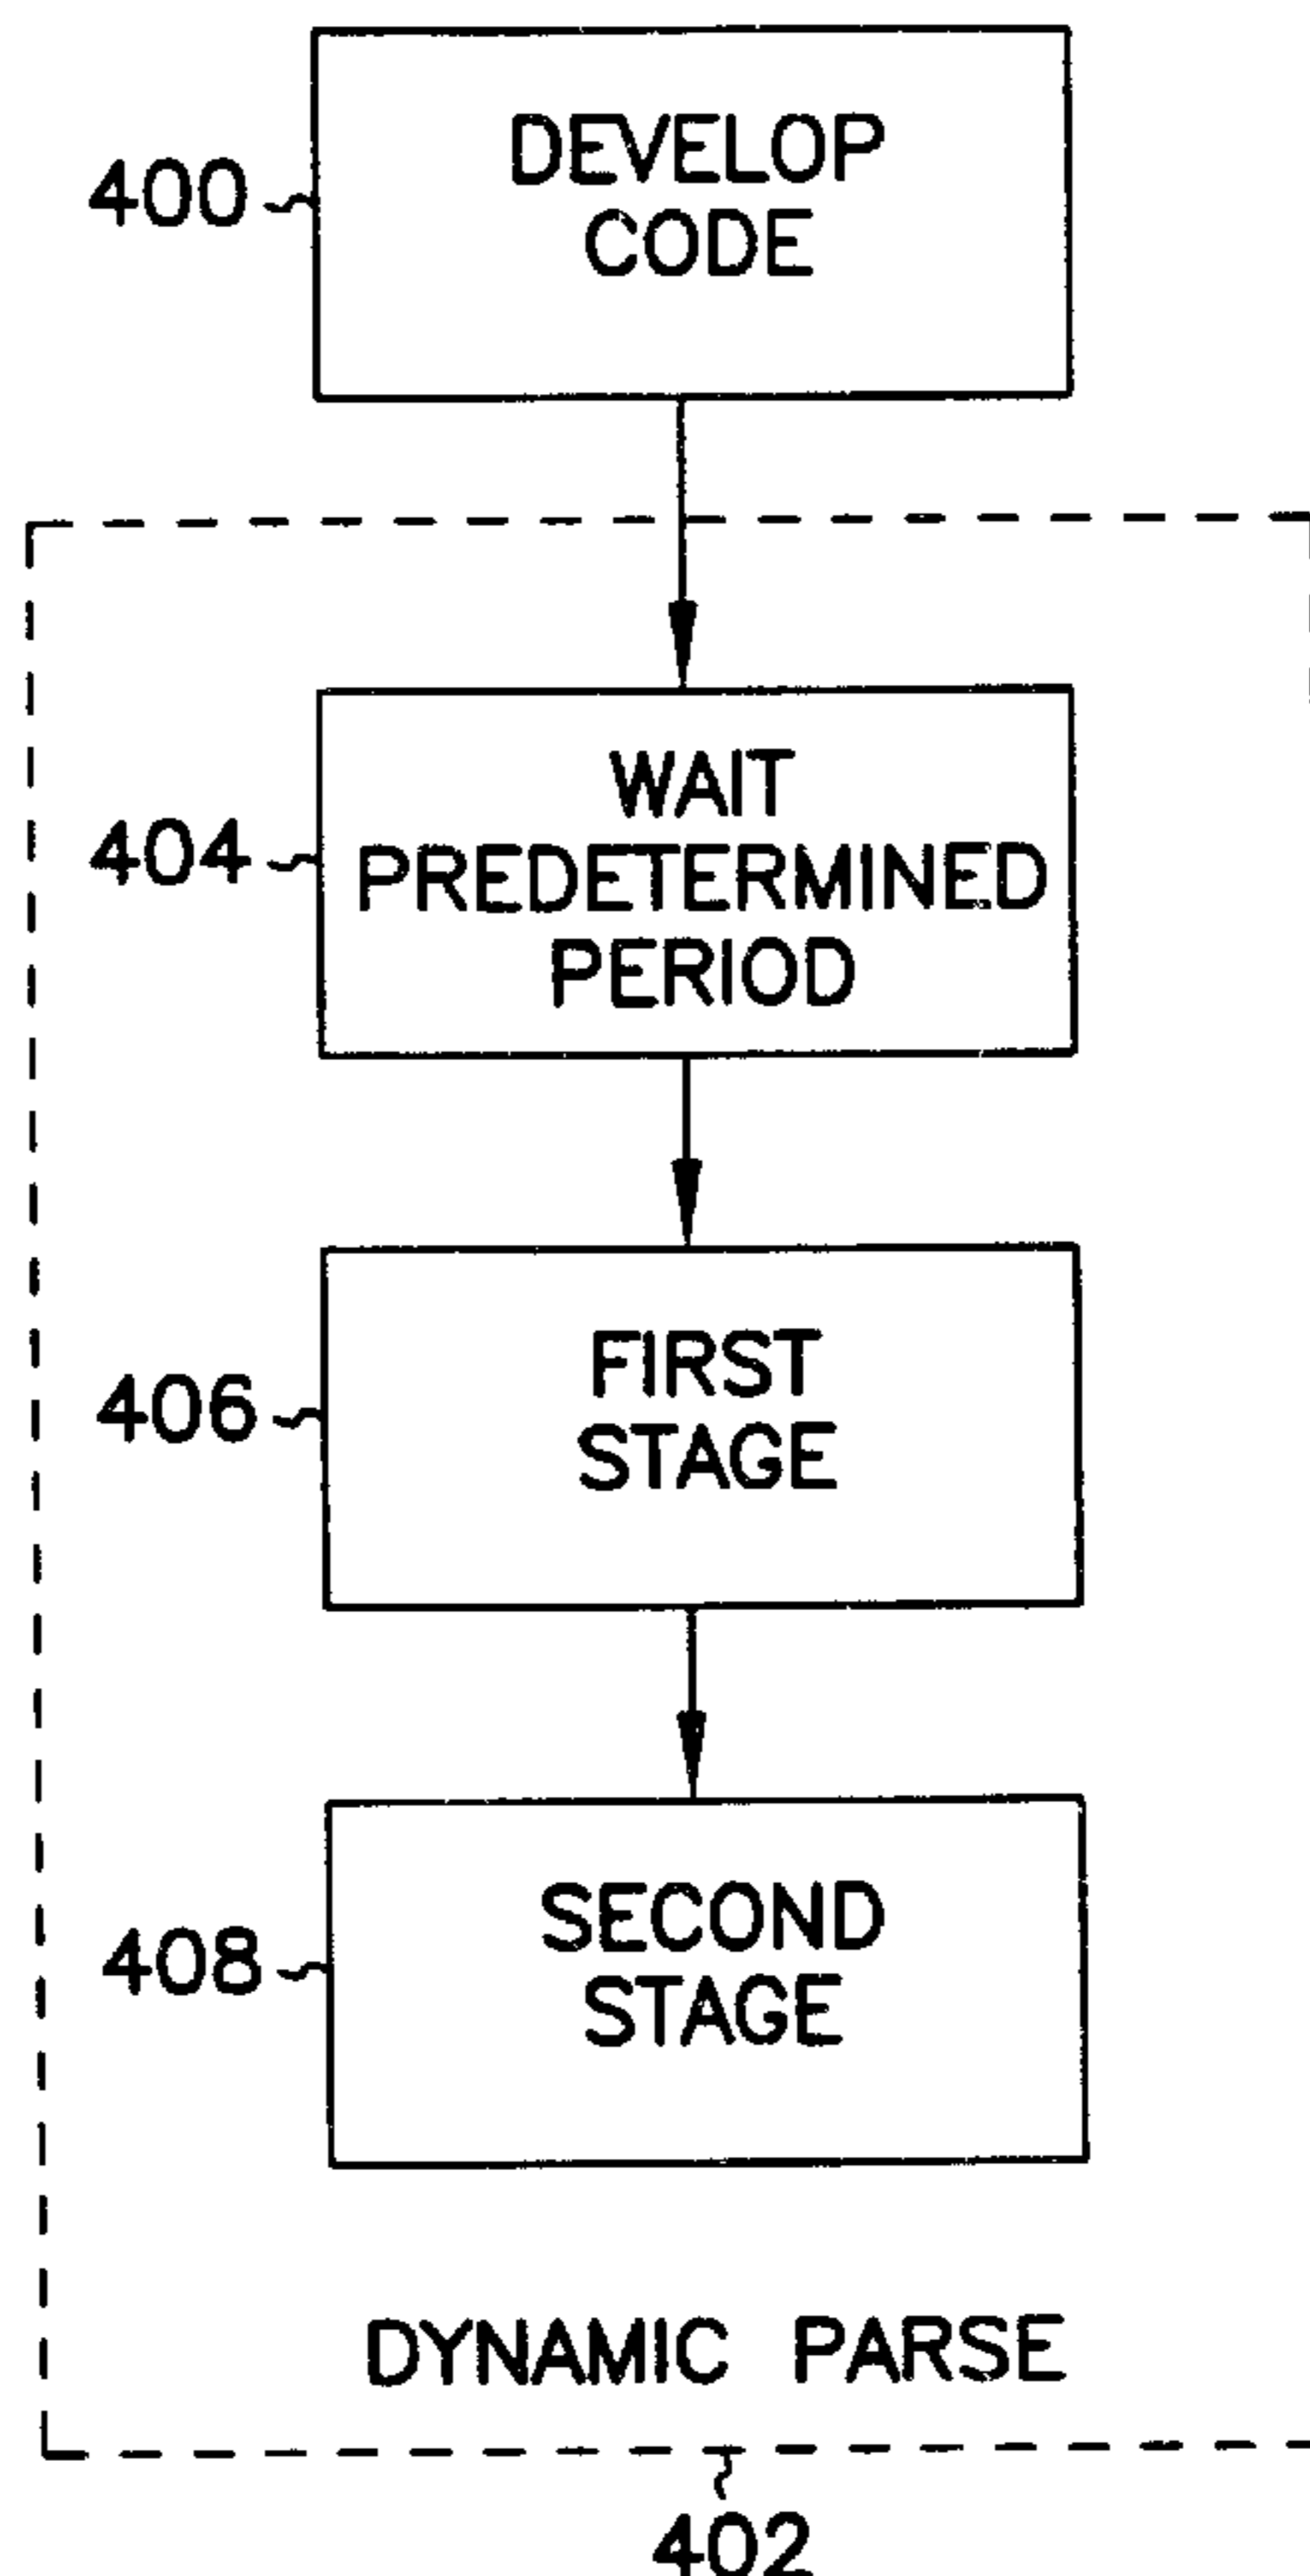 DEVELOP
CODE
400
WAIT
PREDETERMINED
PERIOD
404
FIRST
STAGE
406
SECOND
STAGE
408
DYNAMIC PARSE
402